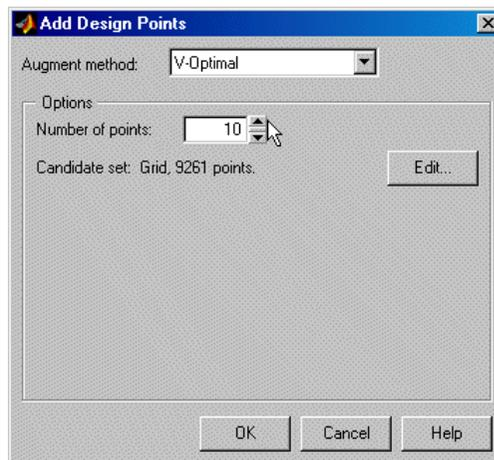 Add Design Points
Augment method: V-Optimal
Options
Number of points: 10
Candidate set: Grid, 9261 points. Edit...
OK Cancel Help